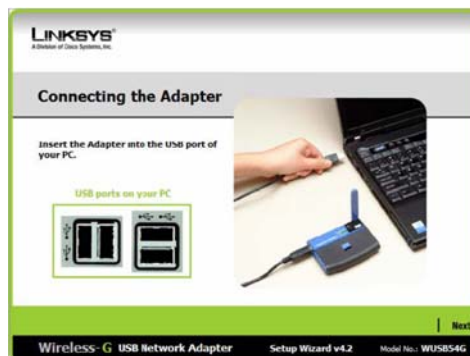 LINKSYS®
A Division of Cisco Systems, Inc.
Connecting the Adapter
Insert the Adapter into the USB port of
your PC.
USB ports on your PC
Next
Wireless-G USB Network Adapter Setup Wizard v4.2 Model No.: WUSB54G